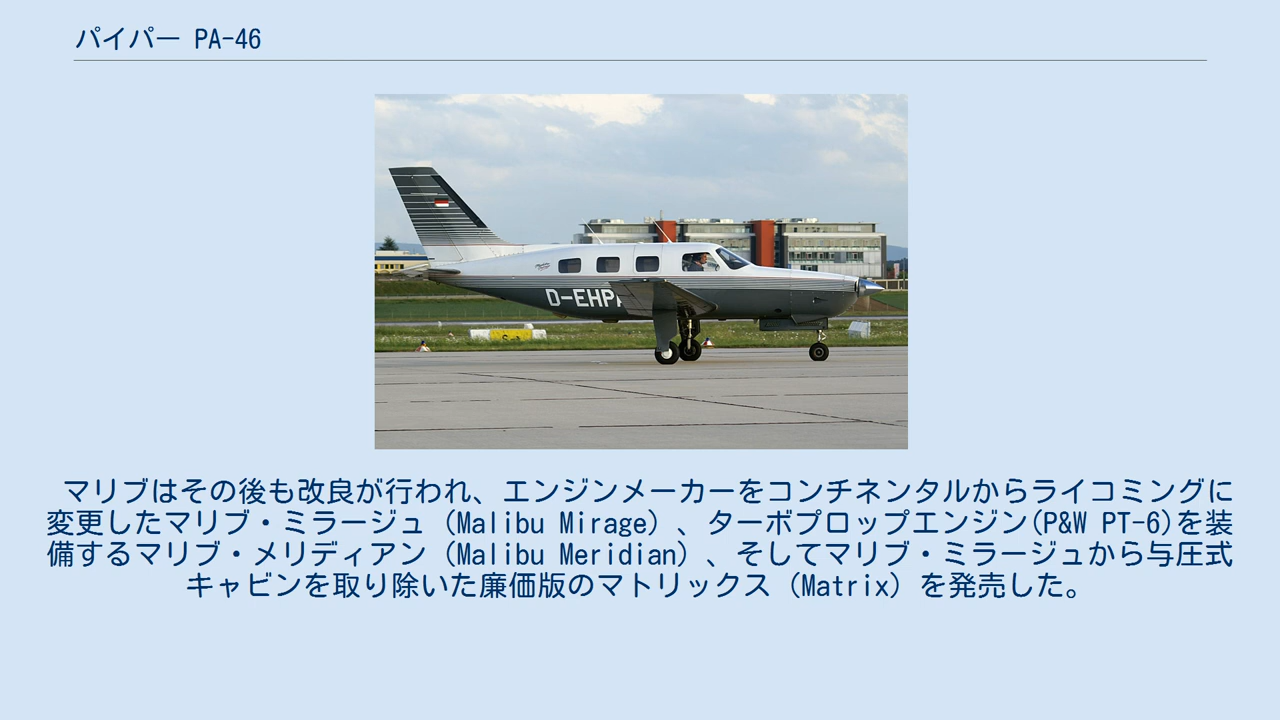 パイパー PA-46
D-EHP
マリブはその後も改良が行われ、エンジンメーカーをコンチネンタルからライコミングに
変更したマリブ・ミラージュ（Malibu Mirage）、ターボプロップエンジン(P&W PT-6)を装
備するマリブ・メリディアン（Malibu Meridian）、そしてマリブ・ミラージュから与圧式
キャビンを取り除いた廉価版のマトリックス（Matrix）を発売した。